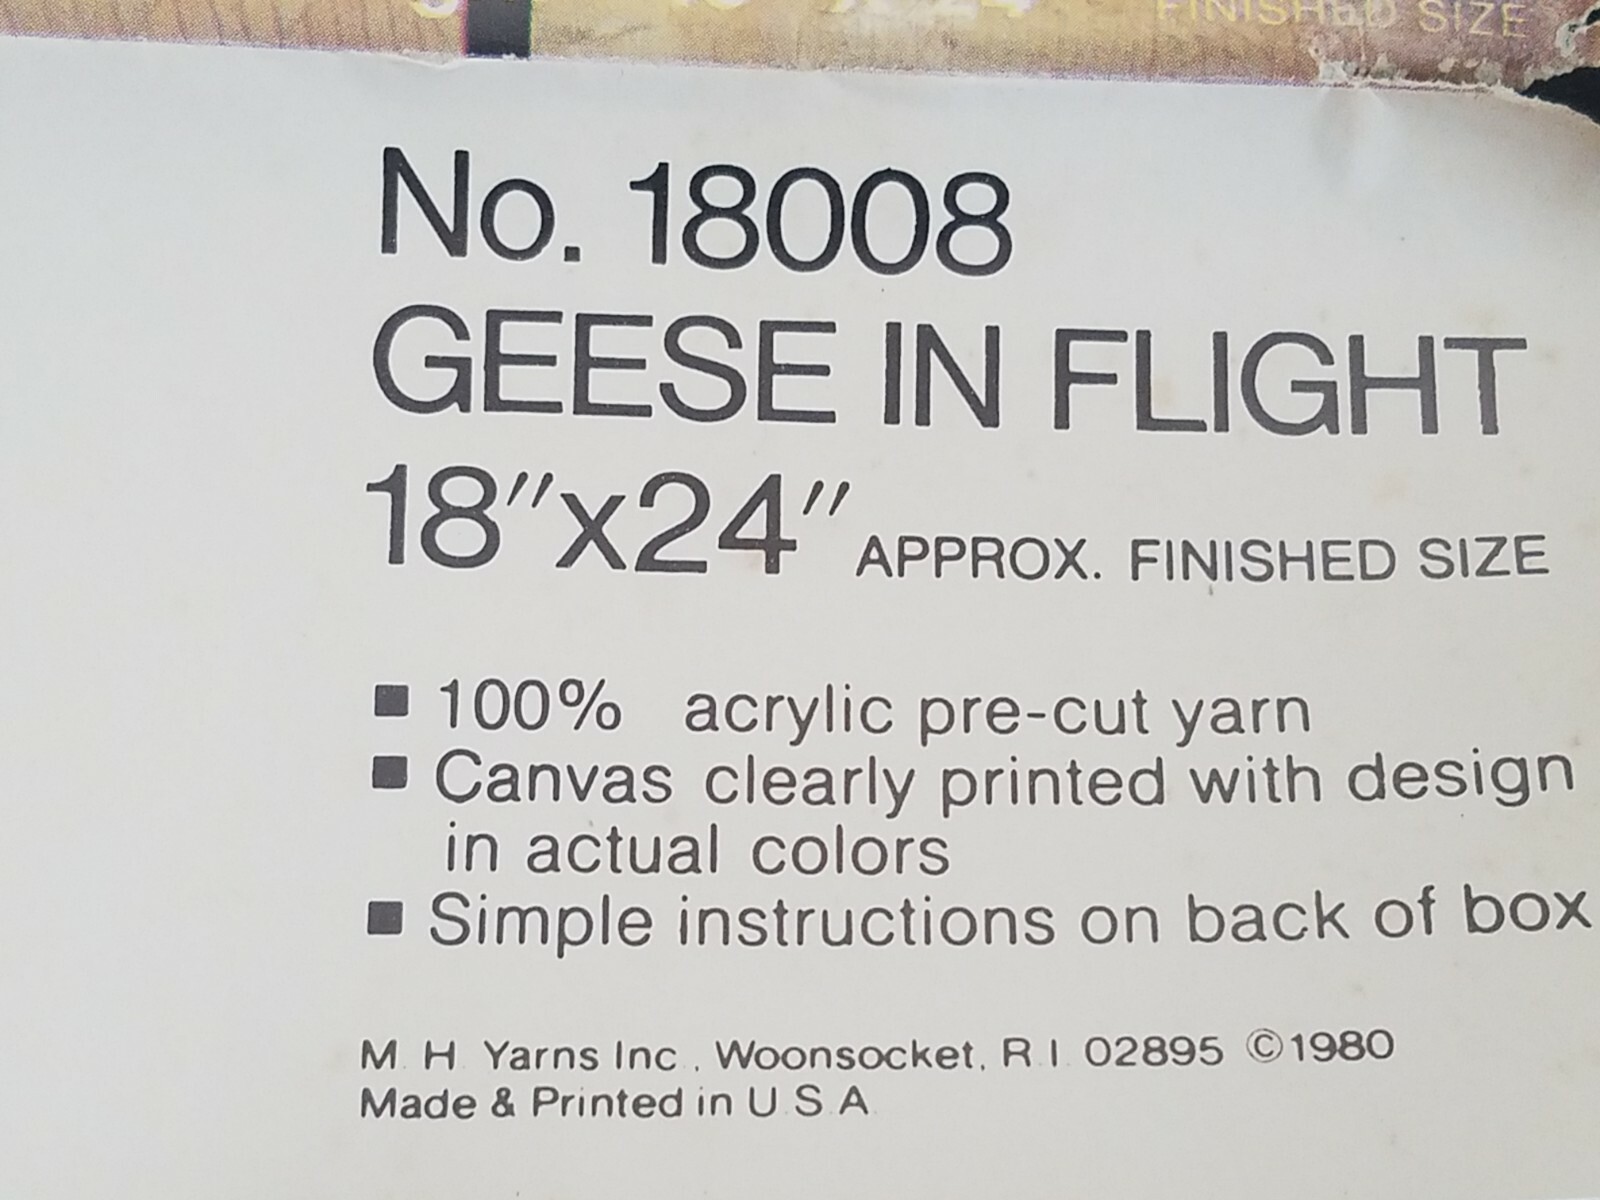 FINISHED SIZE
No. 18008
GEESE IN FLIGHT
18"x24" APPROX. FINISHED SIZE
■ 100% acrylic pre-cut yarn
■ Canvas clearly printed with design
in actual colors
■ Simple instructions on back of box
M. H. Yarns Inc., Woonsocket, R.I. 02895 ©1980
Made & Printed in U.S.A.